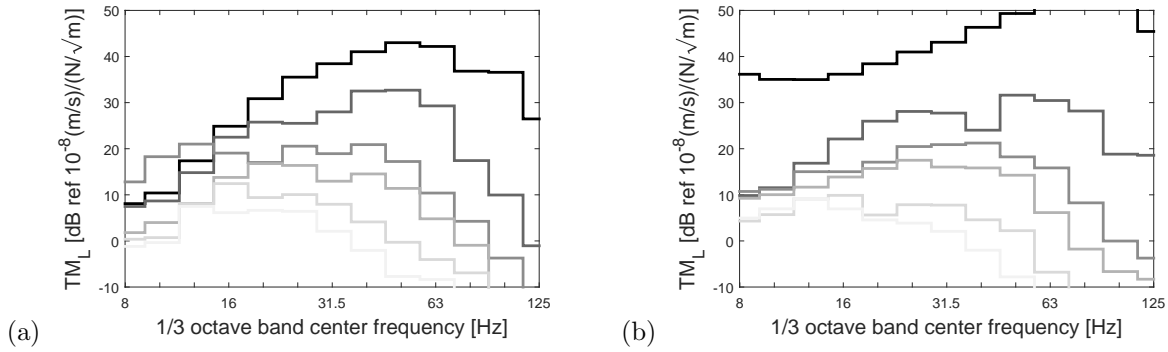 50
40
30
20
10
0
-10
TM_L [dB ref 10^-8(m/s)/(N/√m)]
8 16 31.5 63 125
1/3 octave band center frequency [Hz]
(a)
50
40
30
20
10
0
-10
TM_L [dB ref 10^-8(m/s)/(N/√m)]
8 16 31.5 63 125
1/3 octave band center frequency [Hz]
(b)